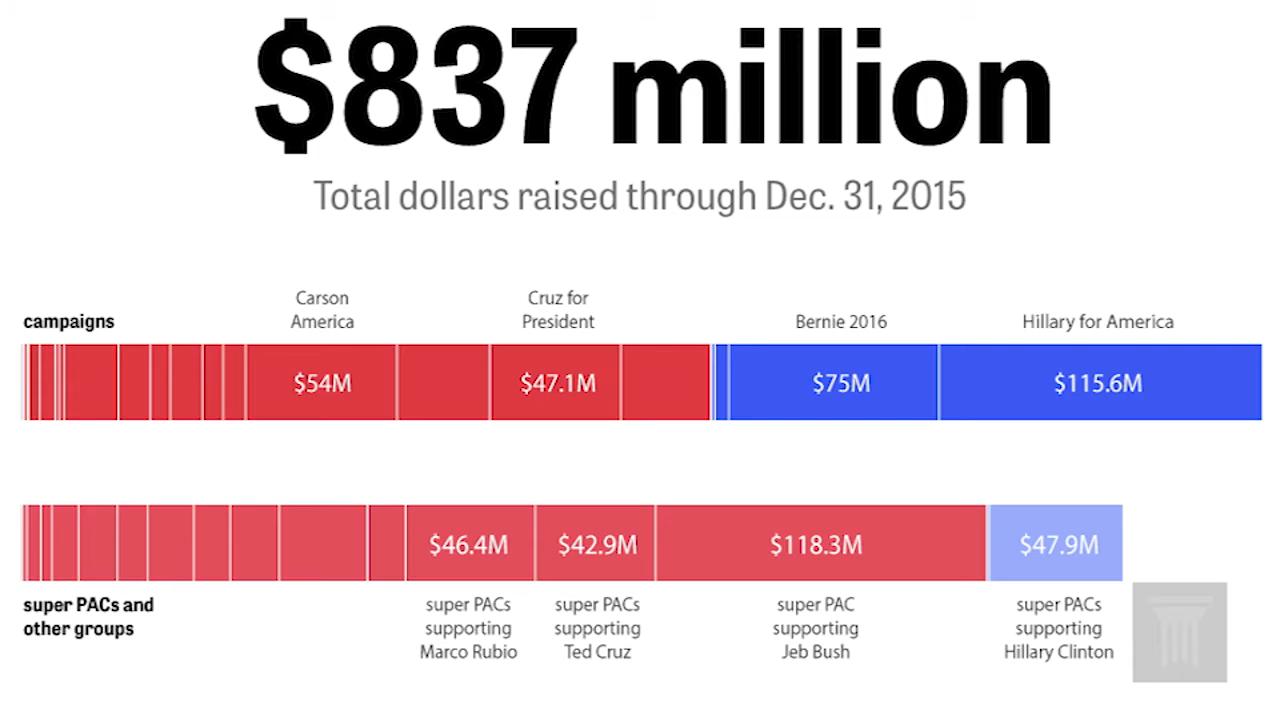 $837 million
Total dollars raised through Dec. 31, 2015
campaigns
Carson
America
Cruz for
President
Bernie 2016
Hillary for America
$54M
$47.1M
$75M
$115.6M
$46.4M
$42.9M
$118.3M
$47.9M
super PACs and
other groups
super PACs
supporting
Marco Rubio
super PACs
supporting
Ted Cruz
super PAC
supporting
Jeb Bush
super PACs
supporting
Hillary Clinton